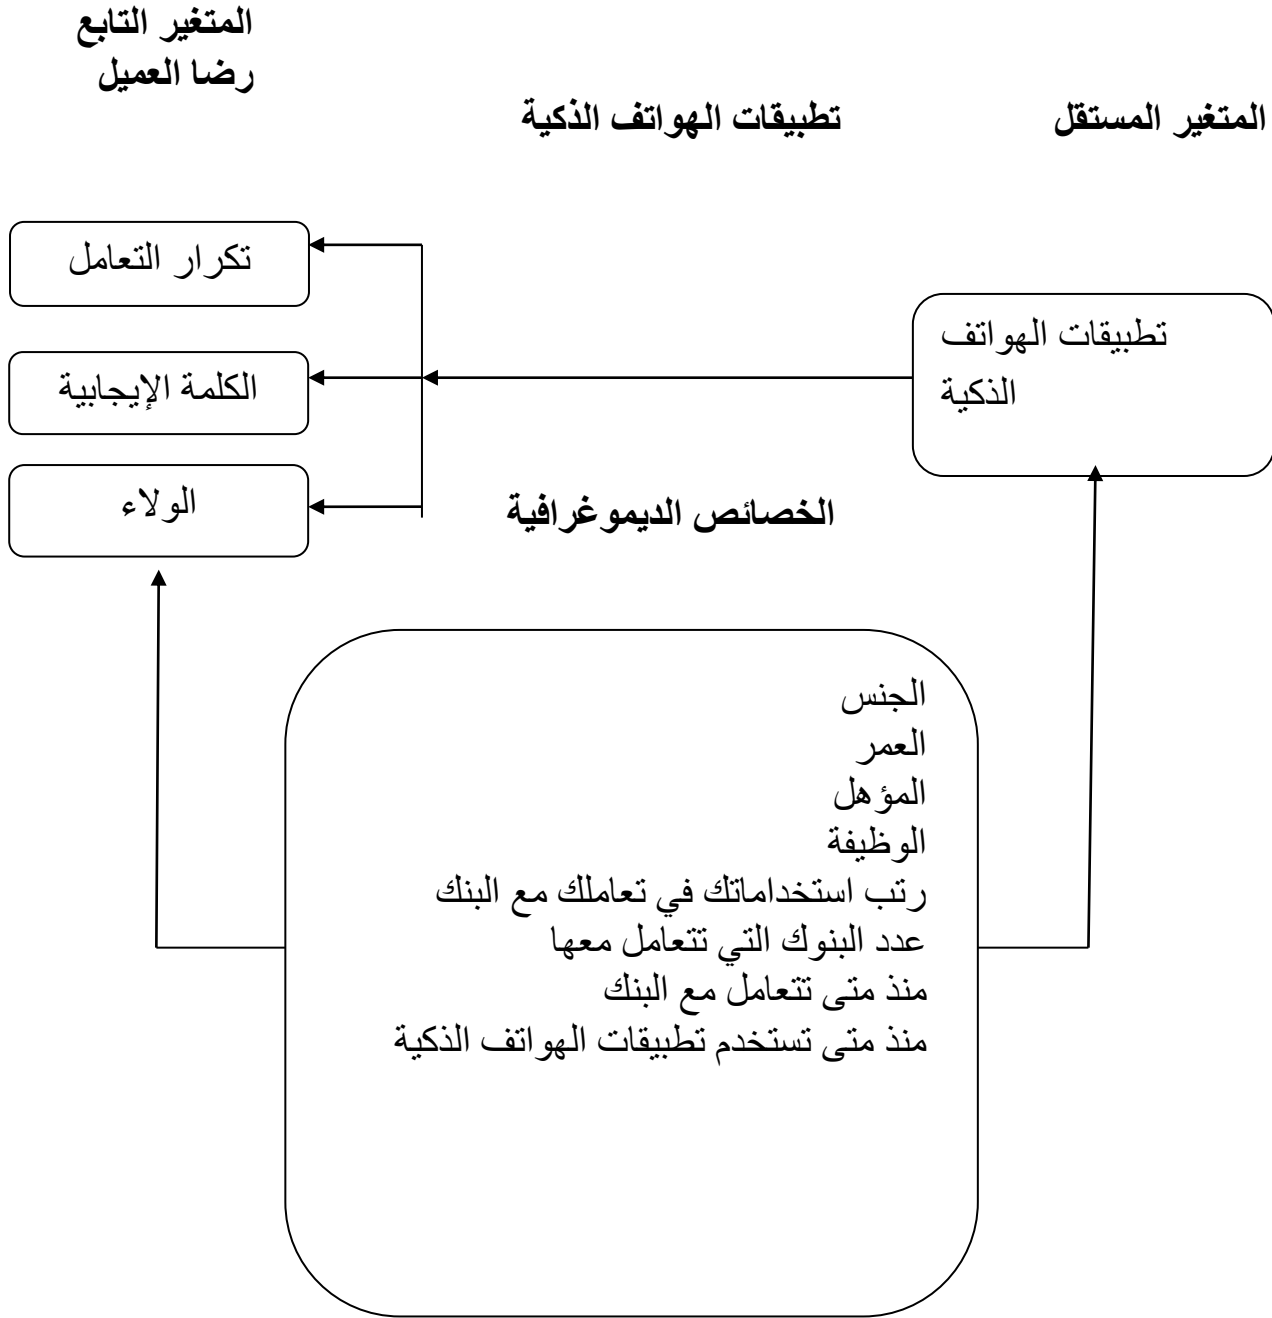 المتغير التابع
رضا العميل
المتغير المستقل
تطبيقات الهواتف الذكية
تكرار التعامل
تطبيقات الهواتف
الذكية
الكلمة الإيجابية
الولاء
الخصائص الديموغرافية
الجنس
العمر
المؤهل
الوظيفة
رتب استخداماتك في تعاملك مع البنك
عدد البنوك التي تتعامل معها
منذ متى تتعامل مع البنك
منذ متى تستخدم تطبيقات الهواتف الذكية